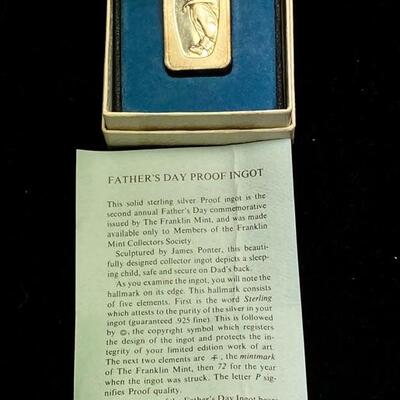 FATHER'S DAY PROOF INGOT
This solid sterling silver Proof ingot is the
second annual Father's Day commemorative
issued by The Franklin Mint, and was made
available only to Members of the Franklin
Mint Collectors Society.
Sculptured by James Ponter, this beauti-
fully designed collector ingot depicts a sleep-
ing child, safe and secure on Dad's back.
As you examine the ingot, you will note the
hallmark on its edge. This hallmark consists
of five elements. First is the word Sterling
which attests to the purity of the silver in your
ingot (guaranteed .925 fine). This is followed
by ©, the copyright symbol which registers
the design of the ingot and protects the in-
tegrity of your limited edition work of art.
The next two elements are , the mintmark
of The Franklin Mint, then 72 for the year
when the ingot was struck. The letter P sig-
nifies Proof quality.
of the Father's Day Ingot bears